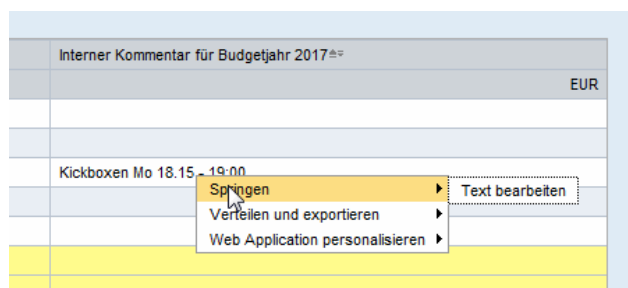 Interner Kommentar für Budgetjahr 2017
EUR
Kickboxen Mo 18.15 - 19:00
Springen
Text bearbeiten
Verteilen und exportieren
Web Application personalisieren